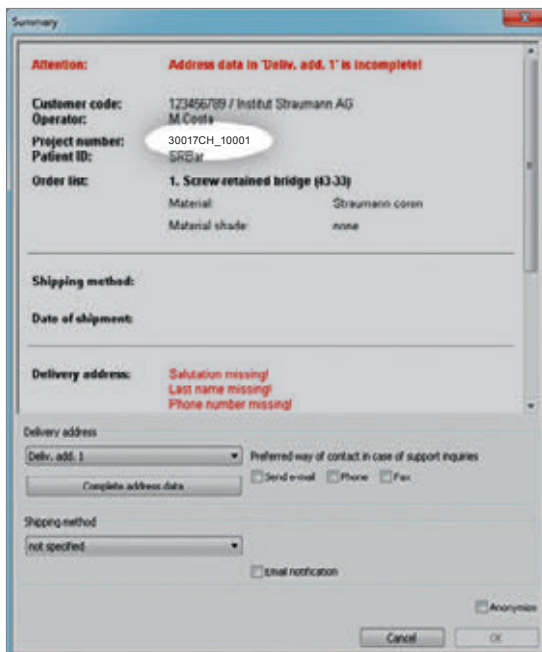 Summary
Attention: Address data in 'Deliv. add. 1' is incomplete!
Customer code: 123456789 / Institut Straumann AG
Operator: M.Costa
Project number: 30017CH_10001
Patient ID: SRBar
Order list: 1. Screw-retained bridge (43-33)
Material: Straumann coron
Material shade: none
Shipping method:
Date of shipment:
Delivery address: Salutation missing!
Last name missing!
Phone number missing!
Delivery address
Deliv. add. 1 Preferred way of contact in case of support inquiries
Complete address data Send e-mail Phone Fax
Shipping method
not specified
Email notification
Anonymize
Cancel OK